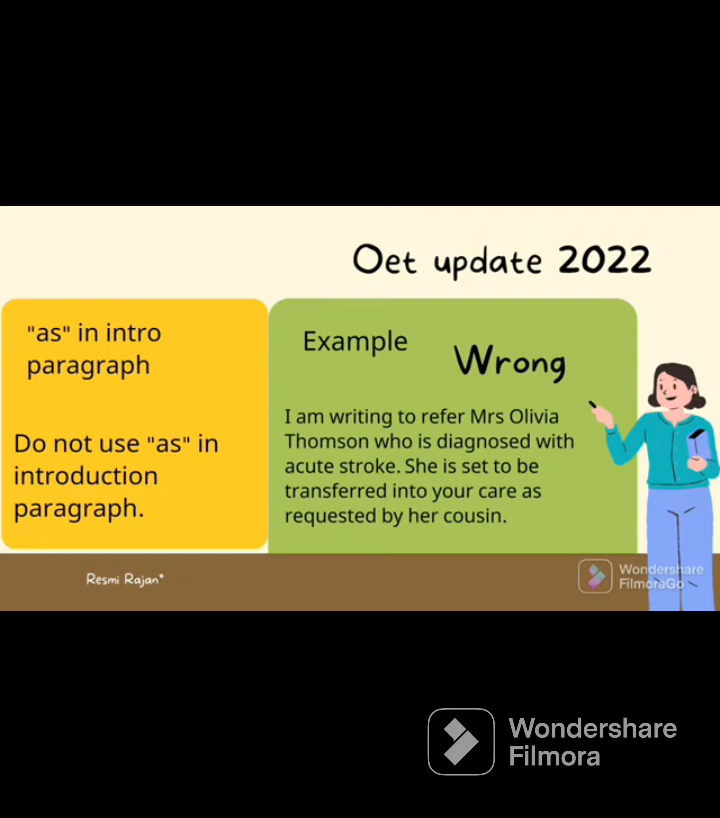 Oet update 2022
"as" in intro
paragraph
Do not use "as" in
introduction
paragraph.
Example
Wrong
I am writing to refer Mrs Olivia
Thomson who is diagnosed with
acute stroke. She is set to be
transferred into your care as
requested by her cousin.
Resmi Rajan*
Wondershare
FilmoraGo
Wondershare
Filmora